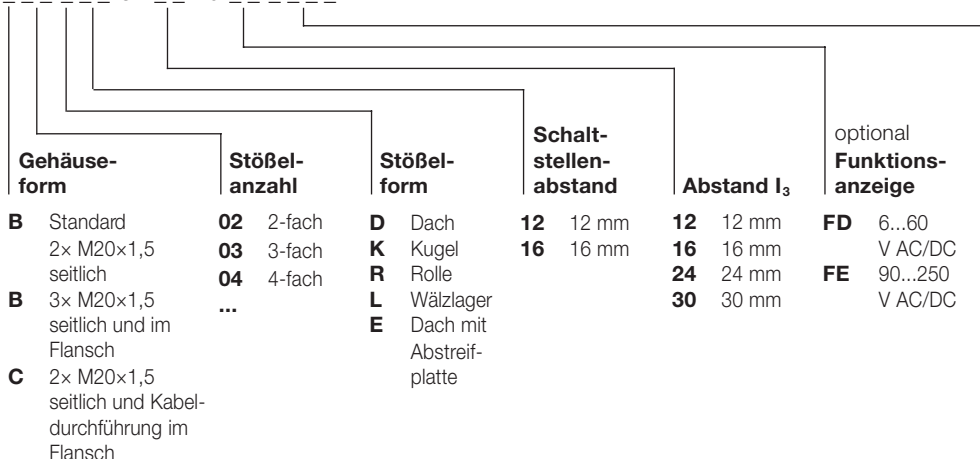 Gehäuse-
form
B Standard
2× M20×1,5
seitlich
B 3× M20×1,5
seitlich und im
Flansch
C 2× M20×1,5
seitlich und Kabel-
durchführung im
Flansch
Stößel-
anzahl
02 2-fach
03 3-fach
04 4-fach
...
Stößel-
form
D Dach
K Kugel
R Rolle
L Wälzlager
E Dach mit
Abstreif-
platte
Schalt-
stellen-
abstand
12 12 mm
16 16 mm
Abstand I₃
12 12 mm
16 16 mm
24 24 mm
30 30 mm
optional
Funktions-
anzeige
FD 6...60
V AC/DC
FE 90...250
V AC/DC